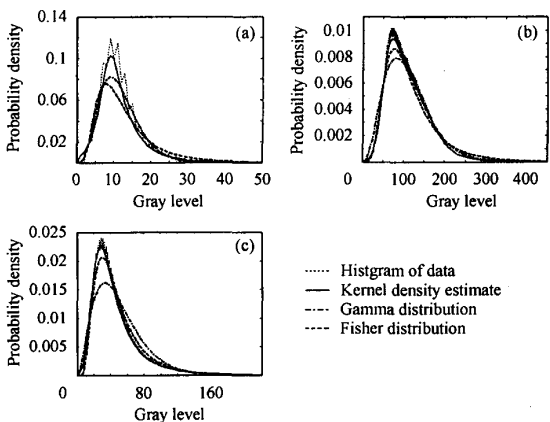 (a)
Probability density
0.14
0.1
0.06
0.02
0 10 20 30 40 50
Gray level
(b)
Probability density
0.01
0.008
0.006
0.004
0.002
0 100 200 300 400
Gray level
(c)
Probability density
0.025
0.02
0.015
0.01
0.005
0 80 160
Gray level
Histgram of data
Kernel density estimate
Gamma distribution
Fisher distribution